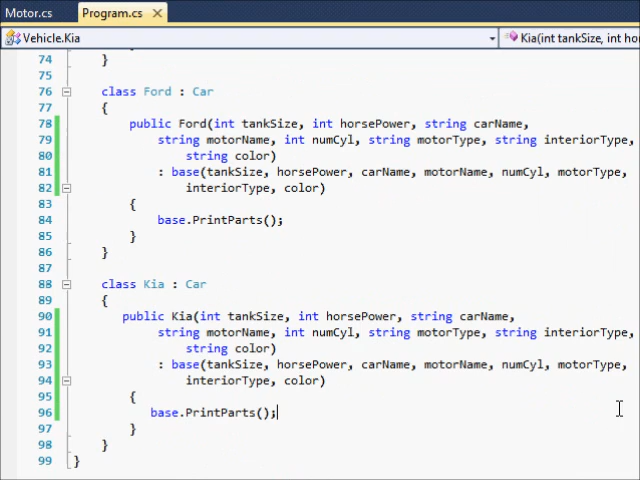 Motor.cs Program.cs
Vehicle.Kia Kia(int tankSize, int hor
74 }
75
76 class Ford : Car
77 {
78 public Ford(int tankSize, int horsePower, string carName,
79 string motorName, int numCyl, string motorType, string interiorType,
80 string color)
81 : base(tankSize, horsePower, carName, motorName, numCyl, motorType,
82 interiorType, color)
83 {
84 base.PrintParts();
85 }
86 }
87
88 class Kia : Car
89 {
90 public Kia(int tankSize, int horsePower, string carName,
91 string motorName, int numCyl, string motorType, string interiorType,
92 string color)
93 : base(tankSize, horsePower, carName, motorName, numCyl, motorType,
94 interiorType, color)
95 {
96 base.PrintParts();
97 }
98 }
99 }